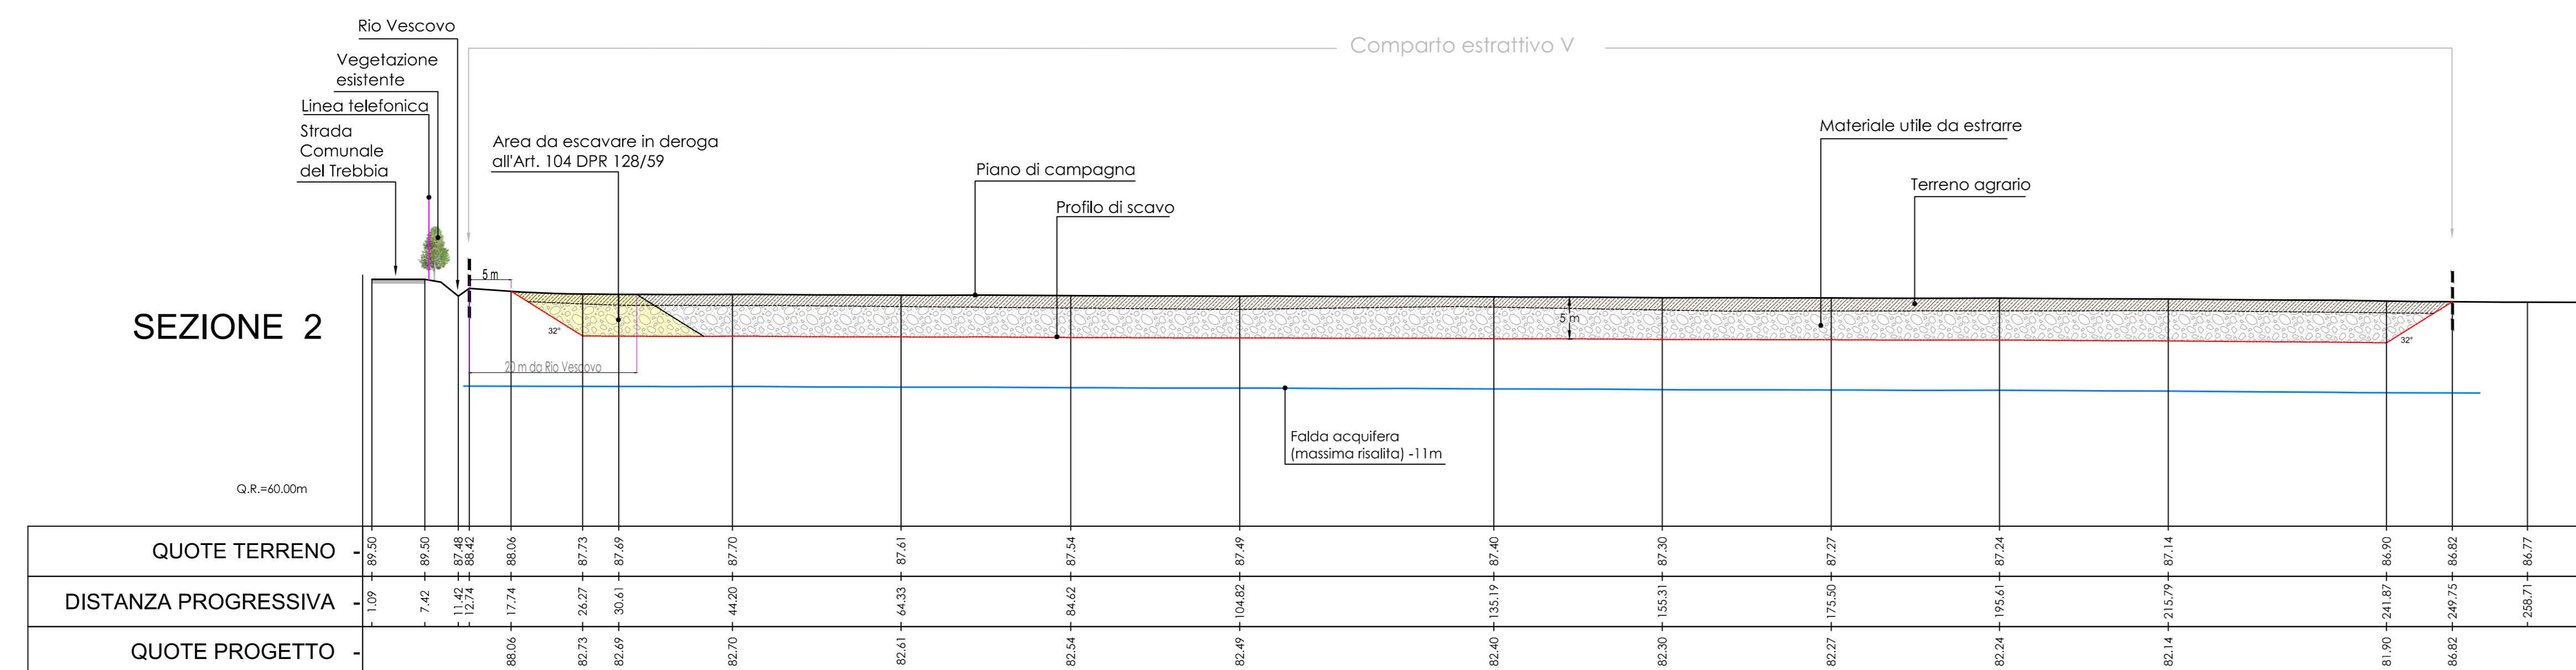 Rio Vescovo
Comparto estrattivo V
Vegetazione
esistente
Linea telefonica
Strada
Comunale
del Trebbia
Area da escavare in deroga
all'Art. 104 DPR 128/59
Piano di campagna
Profilo di scavo
Materiale utile da estrarre
Terreno agrario
5 m
SEZIONE 2
32°
5 m
32°
20 m da Rio Vescovo
Falda acquifera
(massima risalita) -11m
Q.R.=60.00m
QUOTE TERRENO - 89.50 89.50 87.48 88.42 88.06 87.73 87.69 87.70 87.61 87.54 87.49 87.40 87.30 87.27 87.24 87.14 86.90 86.82 86.77
DISTANZA PROGRESSIVA - 1.09 7.42 11.42 12.74 17.74 26.27 30.61 44.20 64.33 84.62 104.82 135.19 155.31 175.50 195.61 215.79 241.87 249.75 258.71
QUOTE PROGETTO - 88.06 82.73 82.69 82.70 82.61 82.54 82.49 82.40 82.30 82.27 82.24 82.14 81.90 86.82